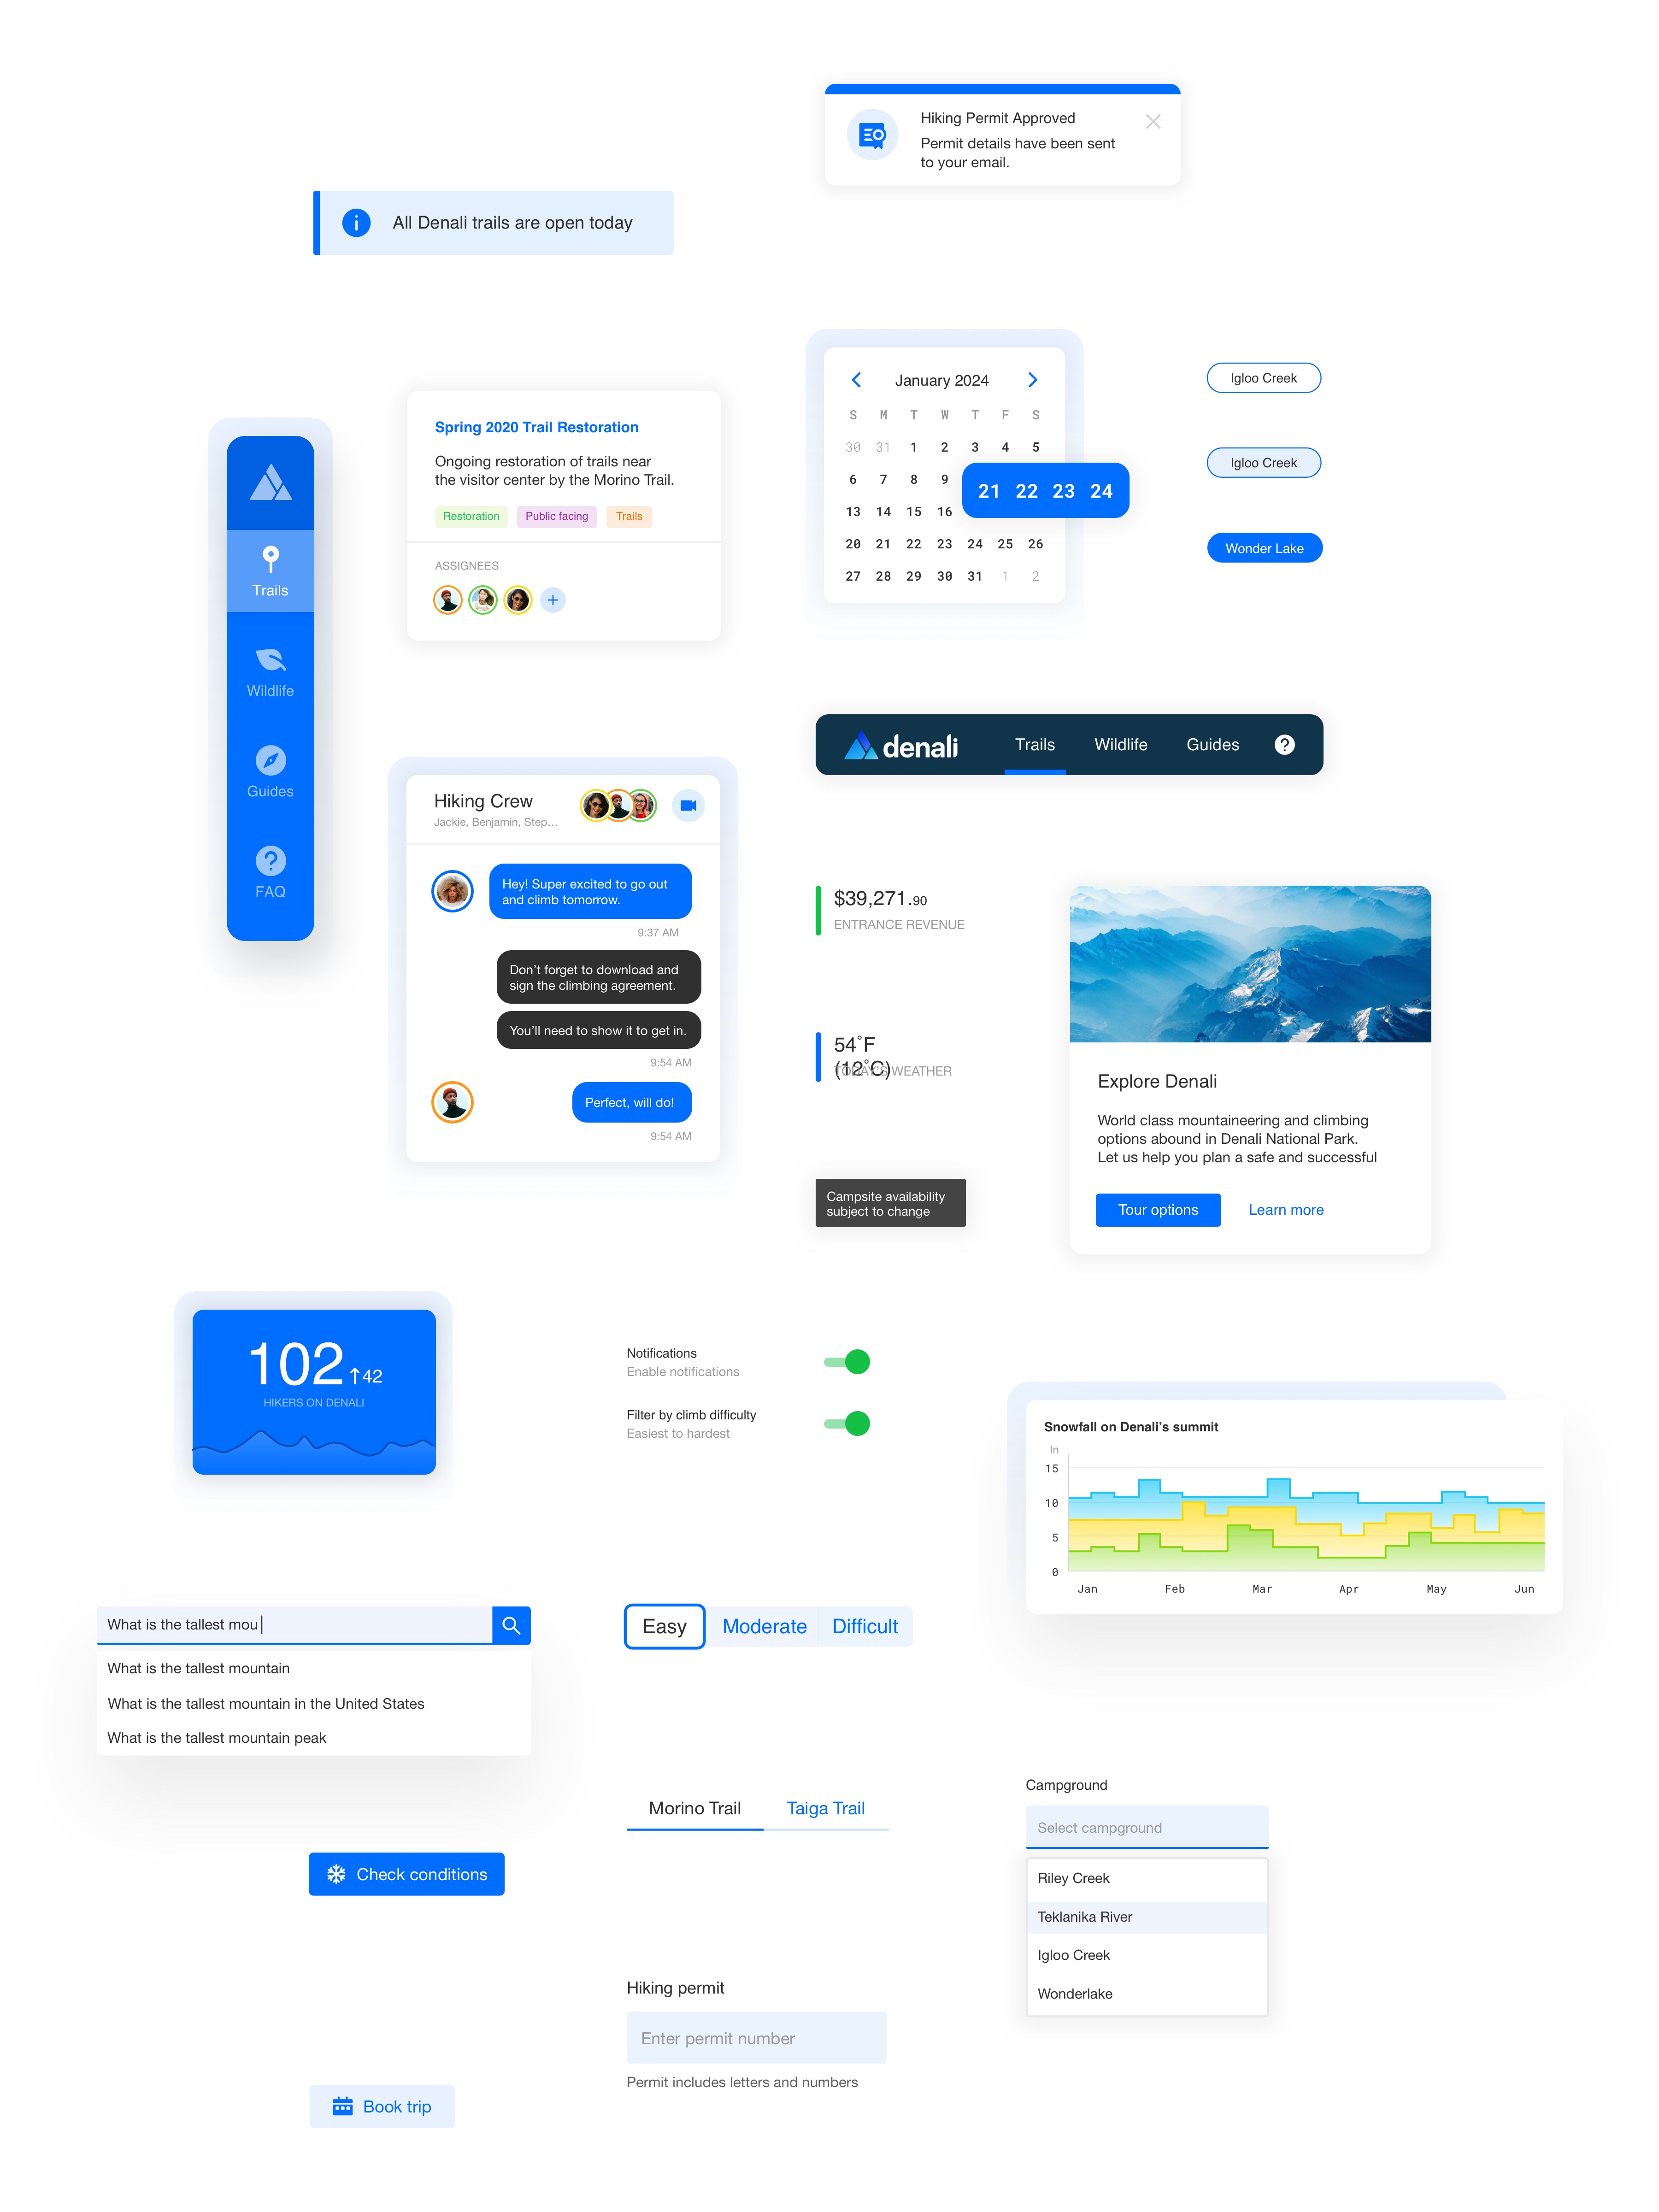 Hiking Permit Approved
Permit details have been sent
to your email.
All Denali trails are open today
Spring 2020 Trail Restoration
Ongoing restoration of trails near
the visitor center by the Morino Trail.
Restoration Public facing Trails
ASSIGNEES
January 2024
S M T W T F S
30 31 1 2 3 4 5
6 7 8 9
13 14 15 16
20 21 22 23 24 25 26
27 28 29 30 31 1 2
21 22 23 24
Igloo Creek
Igloo Creek
Wonder Lake
Trails
Wildlife
Guides
FAQ
denali Trails Wildlife Guides ?
Hiking Crew
Jackie, Benjamin, Step...
Hey! Super excited to go out
and climb tomorrow.
9:37 AM
Don’t forget to download and
sign the climbing agreement.
You’ll need to show it to get in.
9:54 AM
Perfect, will do!
9:54 AM
$39,271.90
ENTRANCE REVENUE
54°F
(12°C)
TODAY'S WEATHER
Campsite availability
subject to change
Explore Denali
World class mountaineering and climbing
options abound in Denali National Park.
Let us help you plan a safe and successful
Tour options Learn more
102 ↑42
HIKERS ON DENALI
Notifications
Enable notifications
Filter by climb difficulty
Easiest to hardest
Snowfall on Denali’s summit
In
15
10
5
0
Jan Feb Mar Apr May Jun
What is the tallest mou
What is the tallest mountain
What is the tallest mountain in the United States
What is the tallest mountain peak
Easy Moderate Difficult
Morino Trail Taiga Trail
Campground
Select campground
Riley Creek
Teklanika River
Igloo Creek
Wonderlake
Check conditions
Hiking permit
Enter permit number
Permit includes letters and numbers
Book trip